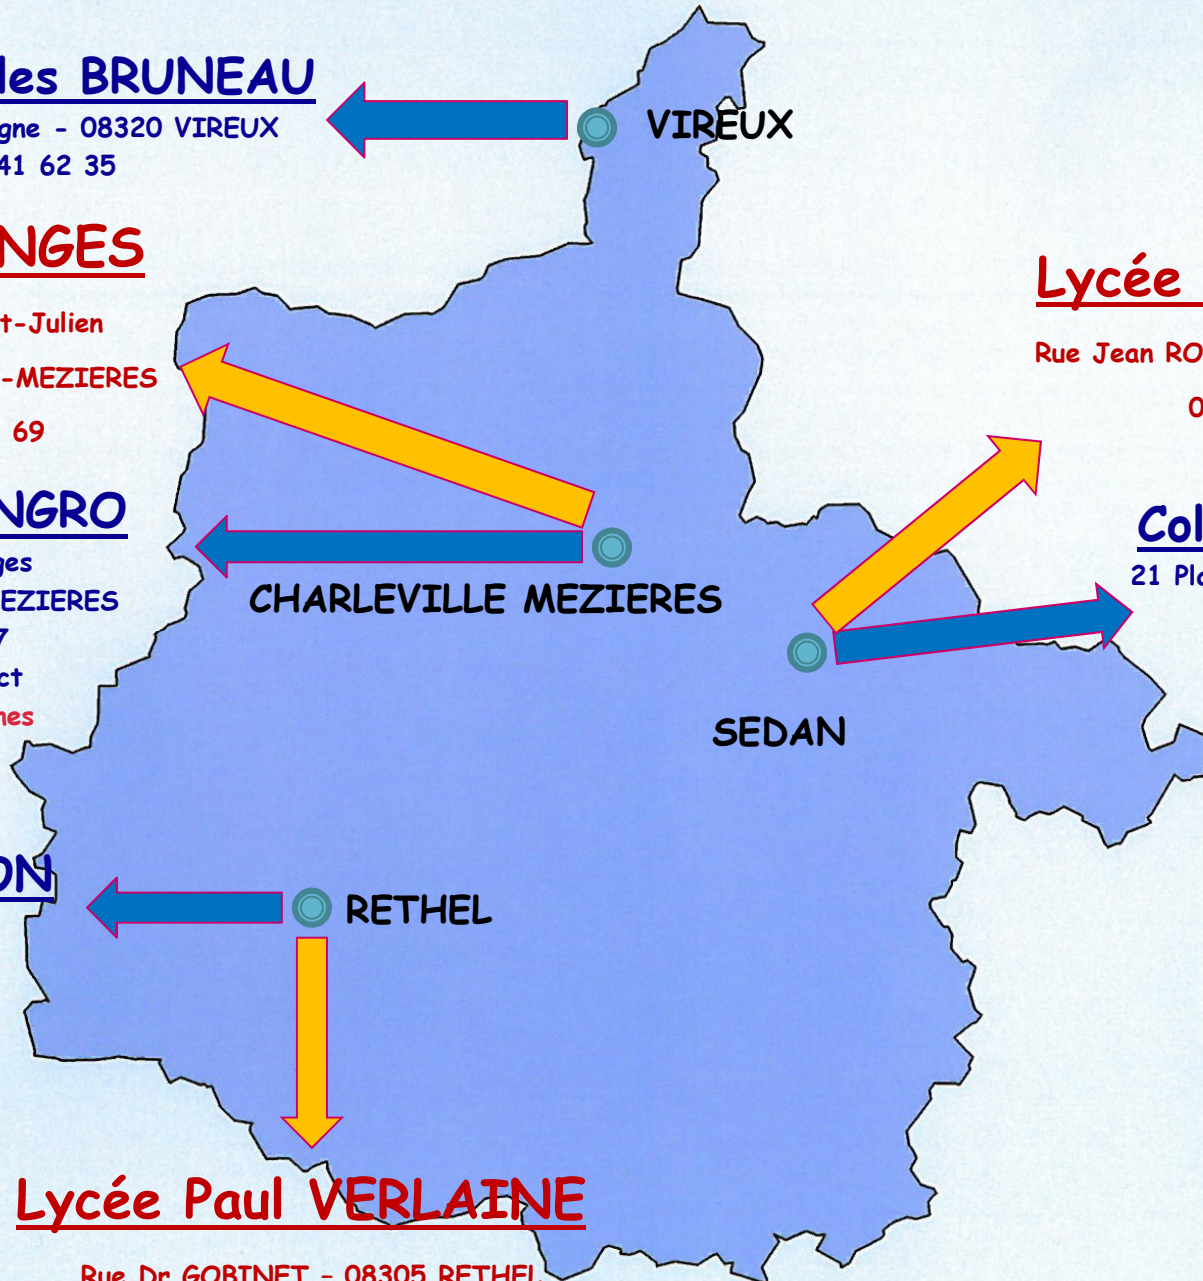 les BRUNEAU
gne - 08320 VIREUX
41 62 35
VIREUX
NGES
t-Julien
-MEZIERES
69
Lycée
Rue Jean RO
0
NGRO
ges
EZIERES
7
ct
nes
CHARLEVILLE MEZIERES
Col
21 Pla
SEDAN
ON
RETHEL
Lycée Paul VERLAINE
Rue Dr GOBINET - 08305 RETHEL